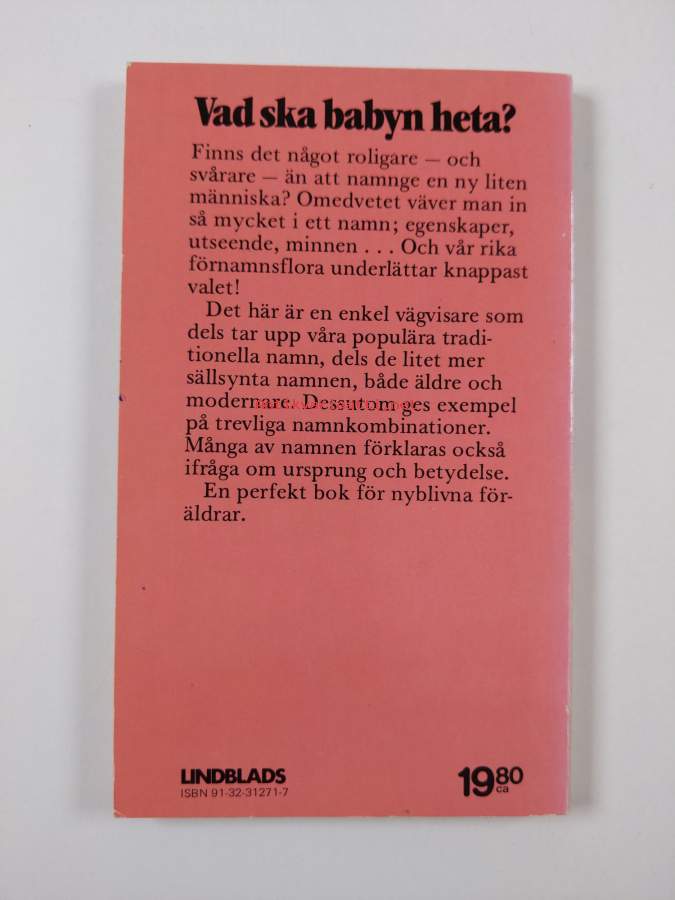 Vad ska babyn heta?
Finns det något roligare — och
svårare — än att namnge en ny liten
människa? Omedvetet väver man in
så mycket i ett namn; egenskaper,
utseende, minnen . . . Och vår rika
förnamnsflora underlättar knappast
valet!
Det här är en enkel vägvisare som
dels tar upp våra populära tradi-
tionella namn, dels de litet mer
sällsynta namnen, både äldre och
modernare. Dessutom ges exempel
på trevliga namnkombinationer.
Många av namnen förklaras också
ifråga om ursprung och betydelse.
En perfekt bok för nyblivna för-
äldrar.
LINDBLADS
ISBN 91-32-31271-7
19 80
ca